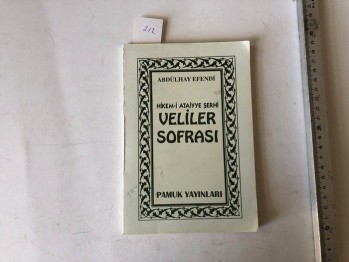 212
ABDÜLHAY EFENDİ
HİKEM-İ ATAİYYE ŞERHİ
VELİLER
SOFRASI
PAMUK YAYINLARI